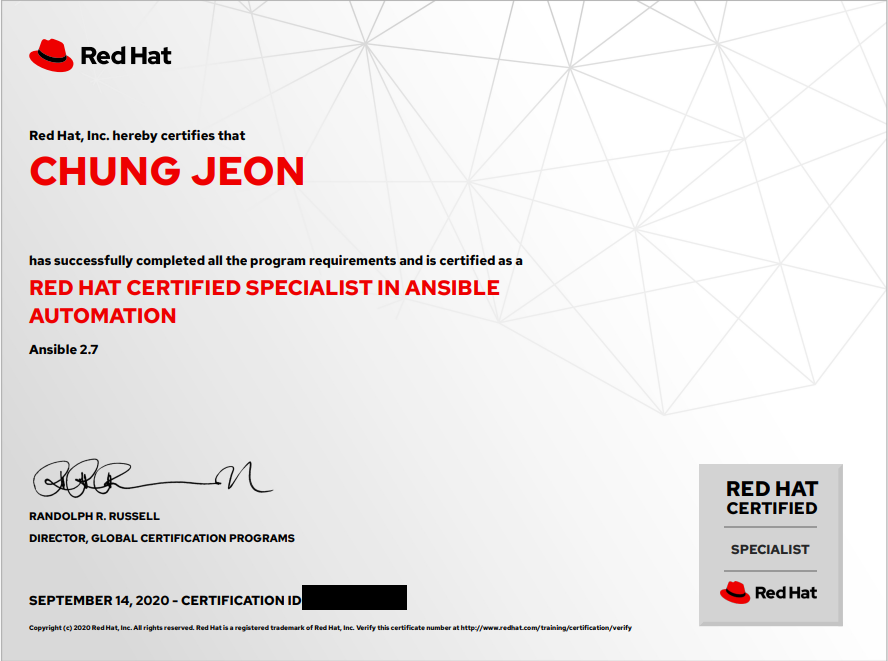 Red Hat
Red Hat, Inc. hereby certifies that
CHUNG JEON
has successfully completed all the program requirements and is certified as a
RED HAT CERTIFIED SPECIALIST IN ANSIBLE
AUTOMATION
Ansible 2.7
RANDOLPH R. RUSSELL
DIRECTOR, GLOBAL CERTIFICATION PROGRAMS
SEPTEMBER 14, 2020 - CERTIFICATION ID
Copyright (c) 2020 Red Hat, Inc. All rights reserved. Red Hat is a registered trademark of Red Hat, Inc. Verify this certificate number at http://www.redhat.com/training/certification/verify
RED HAT
CERTIFIED
SPECIALIST
Red Hat